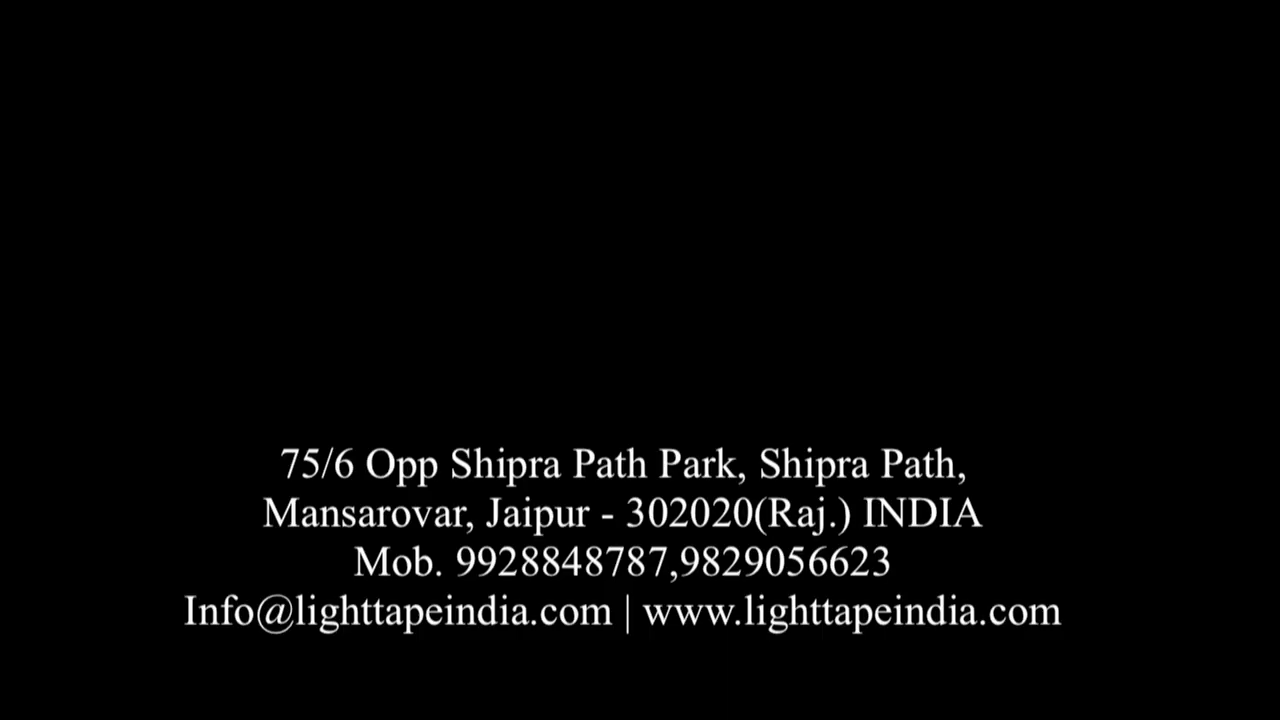 75/6 Opp Shipra Path Park, Shipra Path,
Mansarovar, Jaipur - 302020(Raj.) INDIA
Mob. 9928848787,9829056623
Info@lighttapeindia.com | www.lighttapeindia.com